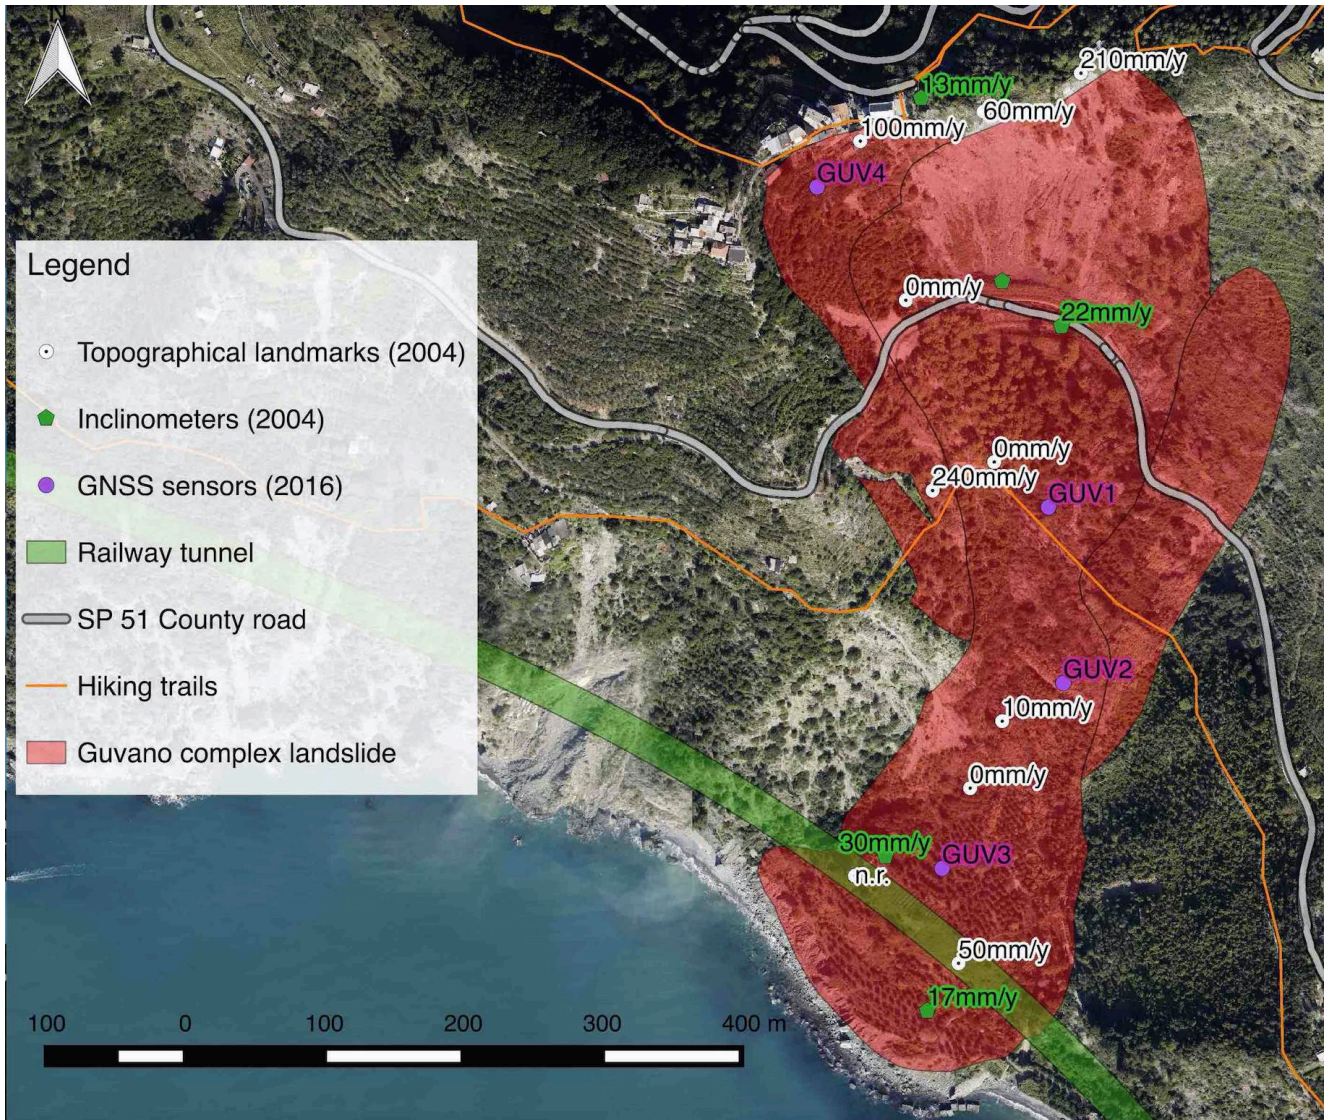 210mm/y
13mm/y
60mm/y
100mm/y
GUV4
Legend
0mm/y
22mm/y
Topographical landmarks (2004)
Inclinometers (2004)
0mm/y
240mm/y
GNSS sensors (2016)
GUV1
Railway tunnel
SP 51 County road
Hiking trails
GUV2
10mm/y
Guvano complex landslide
0mm/y
30mm/y
GUV3
n.r.
50mm/y
17mm/y
100 0 100 200 300 400 m